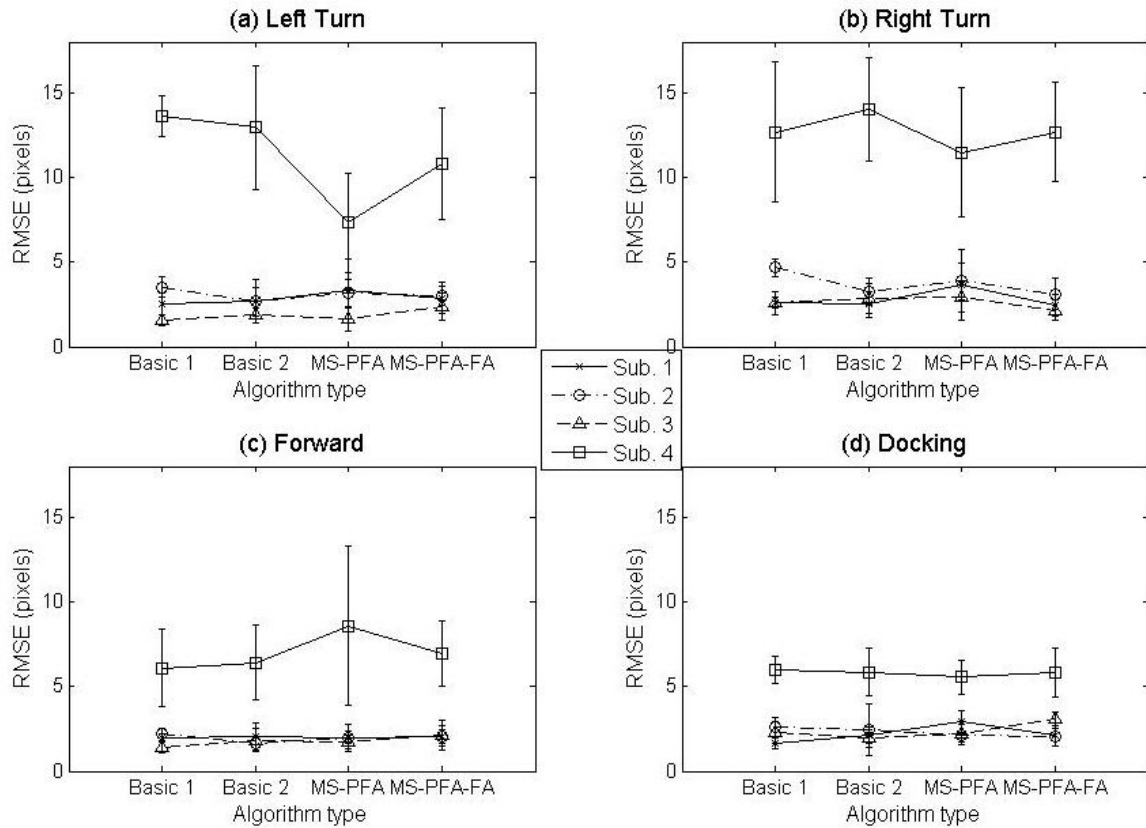 (a) Left Turn
RMSE (pixels)
15
10
5
0
Basic 1 Basic 2 MS-PFA MS-PFA-FA
Algorithm type
(b) Right Turn
RMSE (pixels)
15
10
5
0
Basic 1 Basic 2 MS-PFA MS-PFA-FA
Algorithm type
Sub. 1
Sub. 2
Sub. 3
Sub. 4
(c) Forward
RMSE (pixels)
15
10
5
0
Basic 1 Basic 2 MS-PFA MS-PFA-FA
Algorithm type
(d) Docking
RMSE (pixels)
15
10
5
0
Basic 1 Basic 2 MS-PFA MS-PFA-FA
Algorithm type